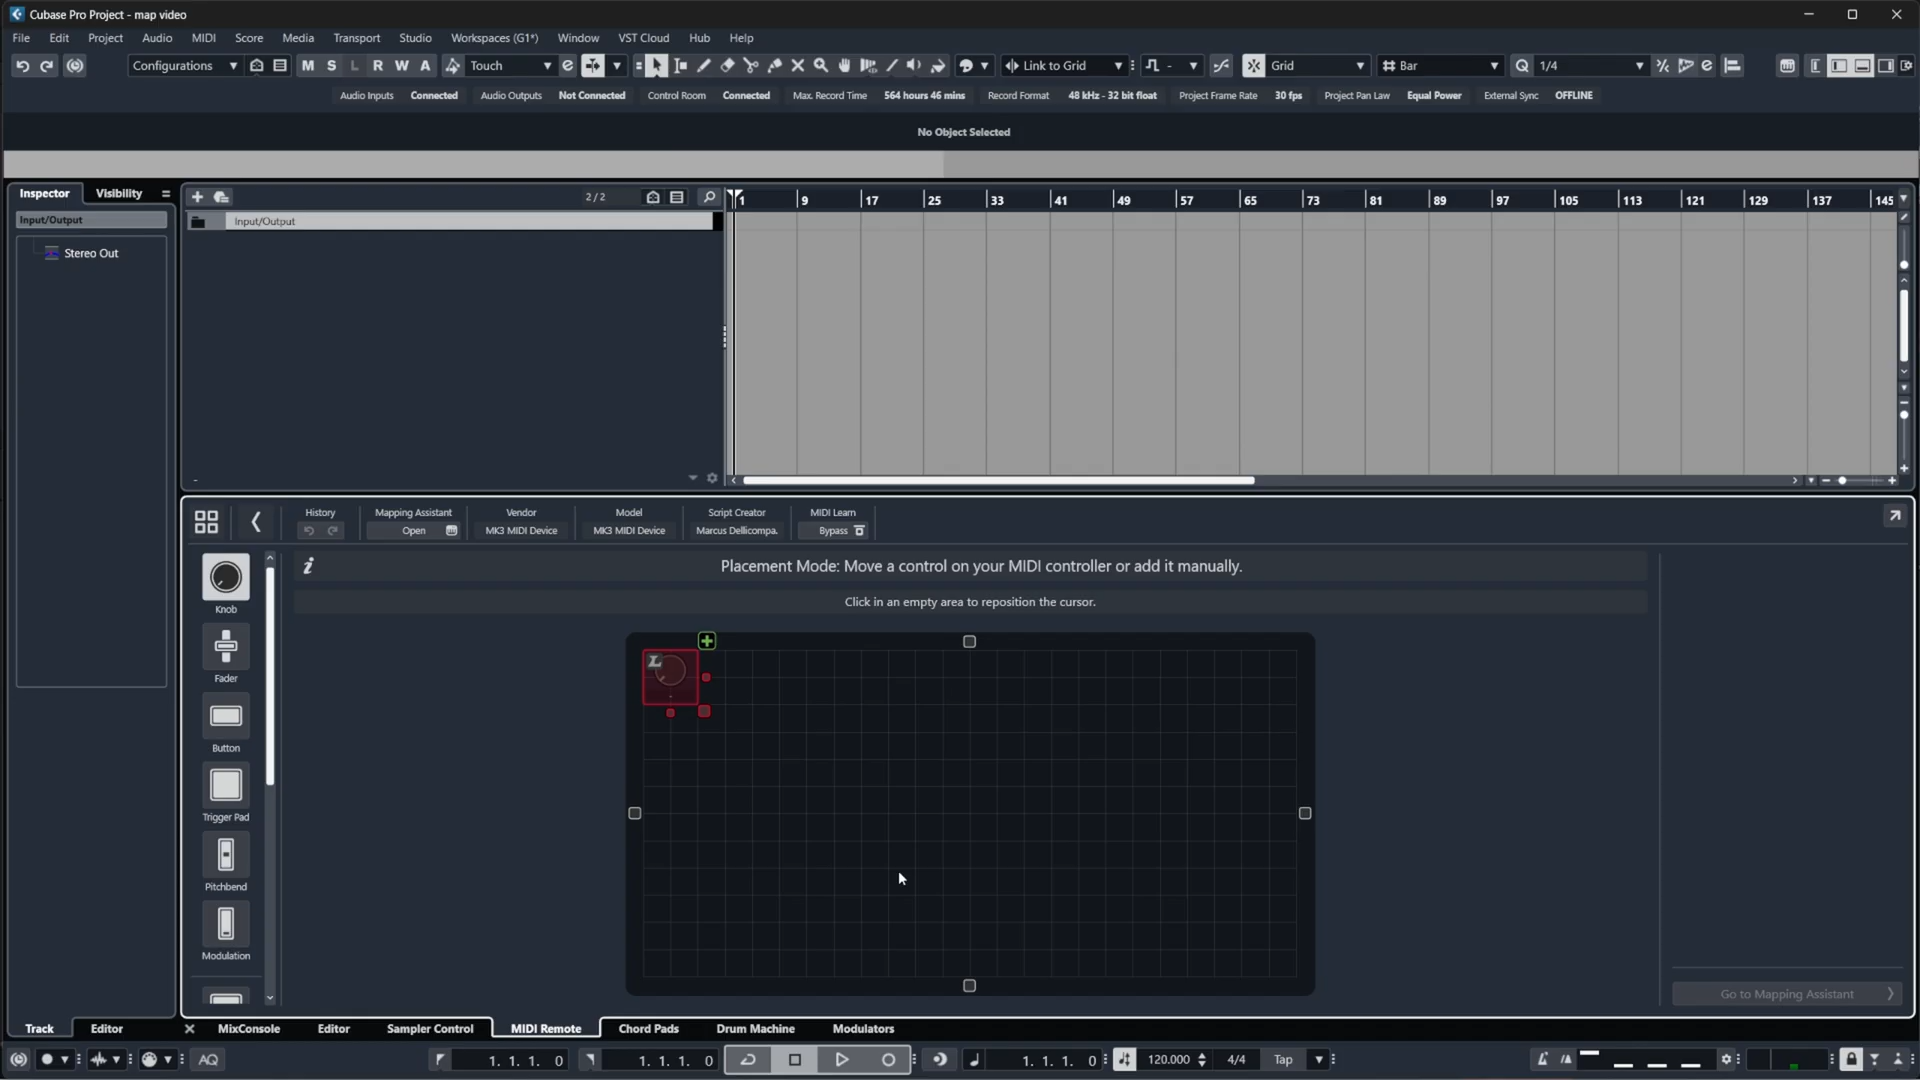 Cubase Pro Project - map video
File Edit Project Audio MIDI Score Media Transport Studio Workspaces (G1*) Window VST Cloud Hub Help
Configurations M S L R W A Touch Link to Grid - Grid Bar Q 1/4
Audio Inputs Connected Audio Outputs Not Connected Control Room Connected Max. Record Time 564 hours 46 mins Record Format 48 kHz - 32 bit float Project Frame Rate 30 fps Project Pan Law Equal Power External Sync OFFLINE
No Object Selected
Inspector Visibility 2/2 1 9 17 25 33 41 49 57 65 73 81 89 97 105 113 121 129 137 145
Input/Output Input/Output
Stereo Out
History Mapping Assistant Vendor Model Script Creator MIDI Learn
Open MK3 MIDI Device MK3 MIDI Device Marcus Dellicompa. Bypass
i Placement Mode: Move a control on your MIDI controller or add it manually.
Click in an empty area to reposition the cursor.
Knob
Fader
Button
Trigger Pad
Pitchbend
Modulation
Go to Mapping Assistant
Track Editor MixConsole Editor Sampler Control MIDI Remote Chord Pads Drum Machine Modulators
AQ 1. 1. 1. 0 1. 1. 1. 0 1. 1. 1. 0 120.000 4/4 Tap